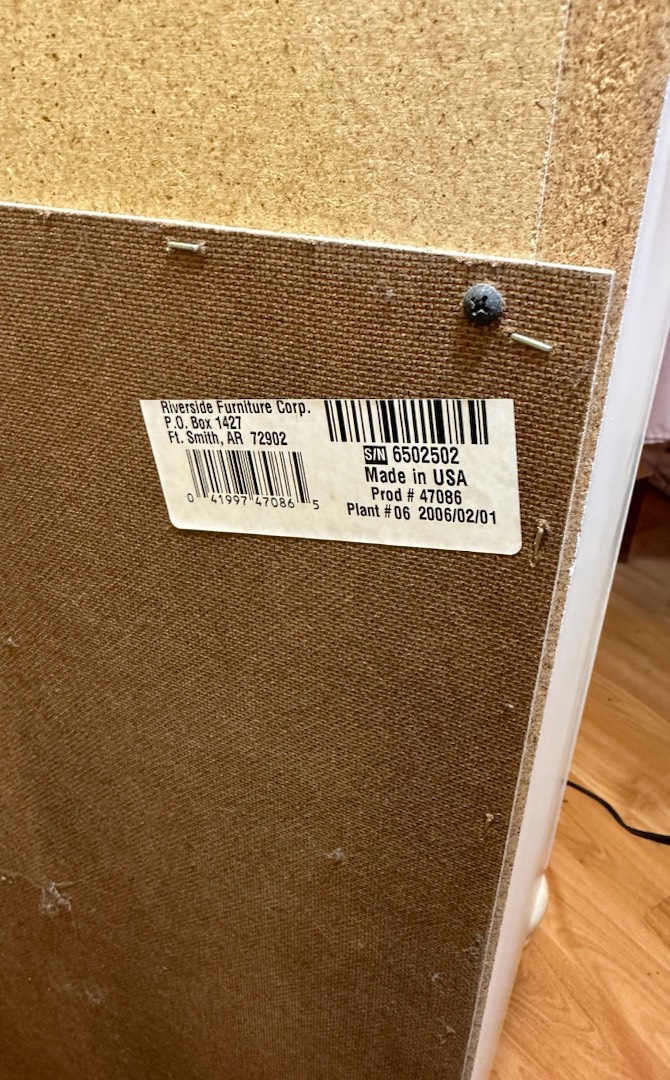 Riverside Furniture Corp.
P.O. Box 1427
Ft. Smith, AR 72902
0 41997 47086 5
S/N 6502502
Made in USA
Prod # 47086
Plant # 06 2006/02/01